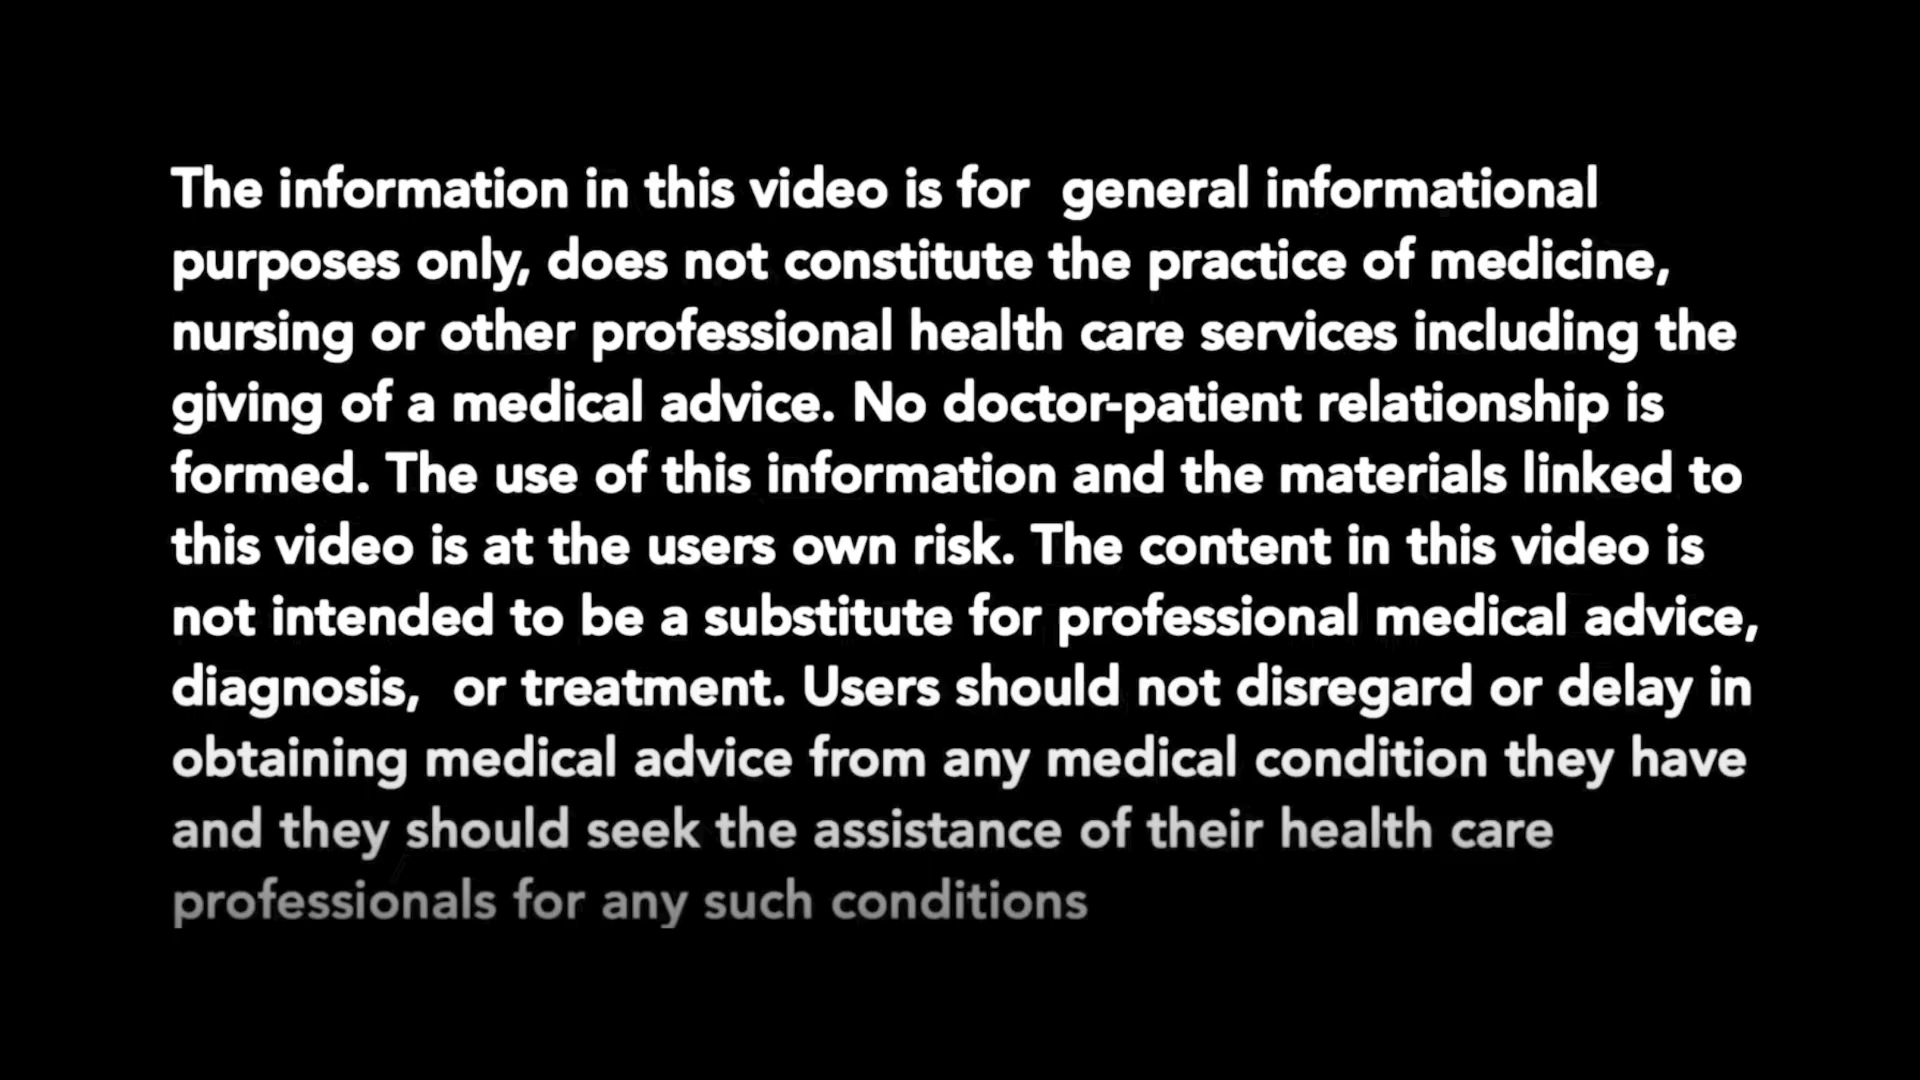 The information in this video is for general informational
purposes only, does not constitute the practice of medicine,
nursing or other professional health care services including the
giving of a medical advice. No doctor-patient relationship is
formed. The use of this information and the materials linked to
this video is at the users own risk. The content in this video is
not intended to be a substitute for professional medical advice,
diagnosis, or treatment. Users should not disregard or delay in
obtaining medical advice from any medical condition they have
and they should seek the assistance of their health care
professionals for any such conditions